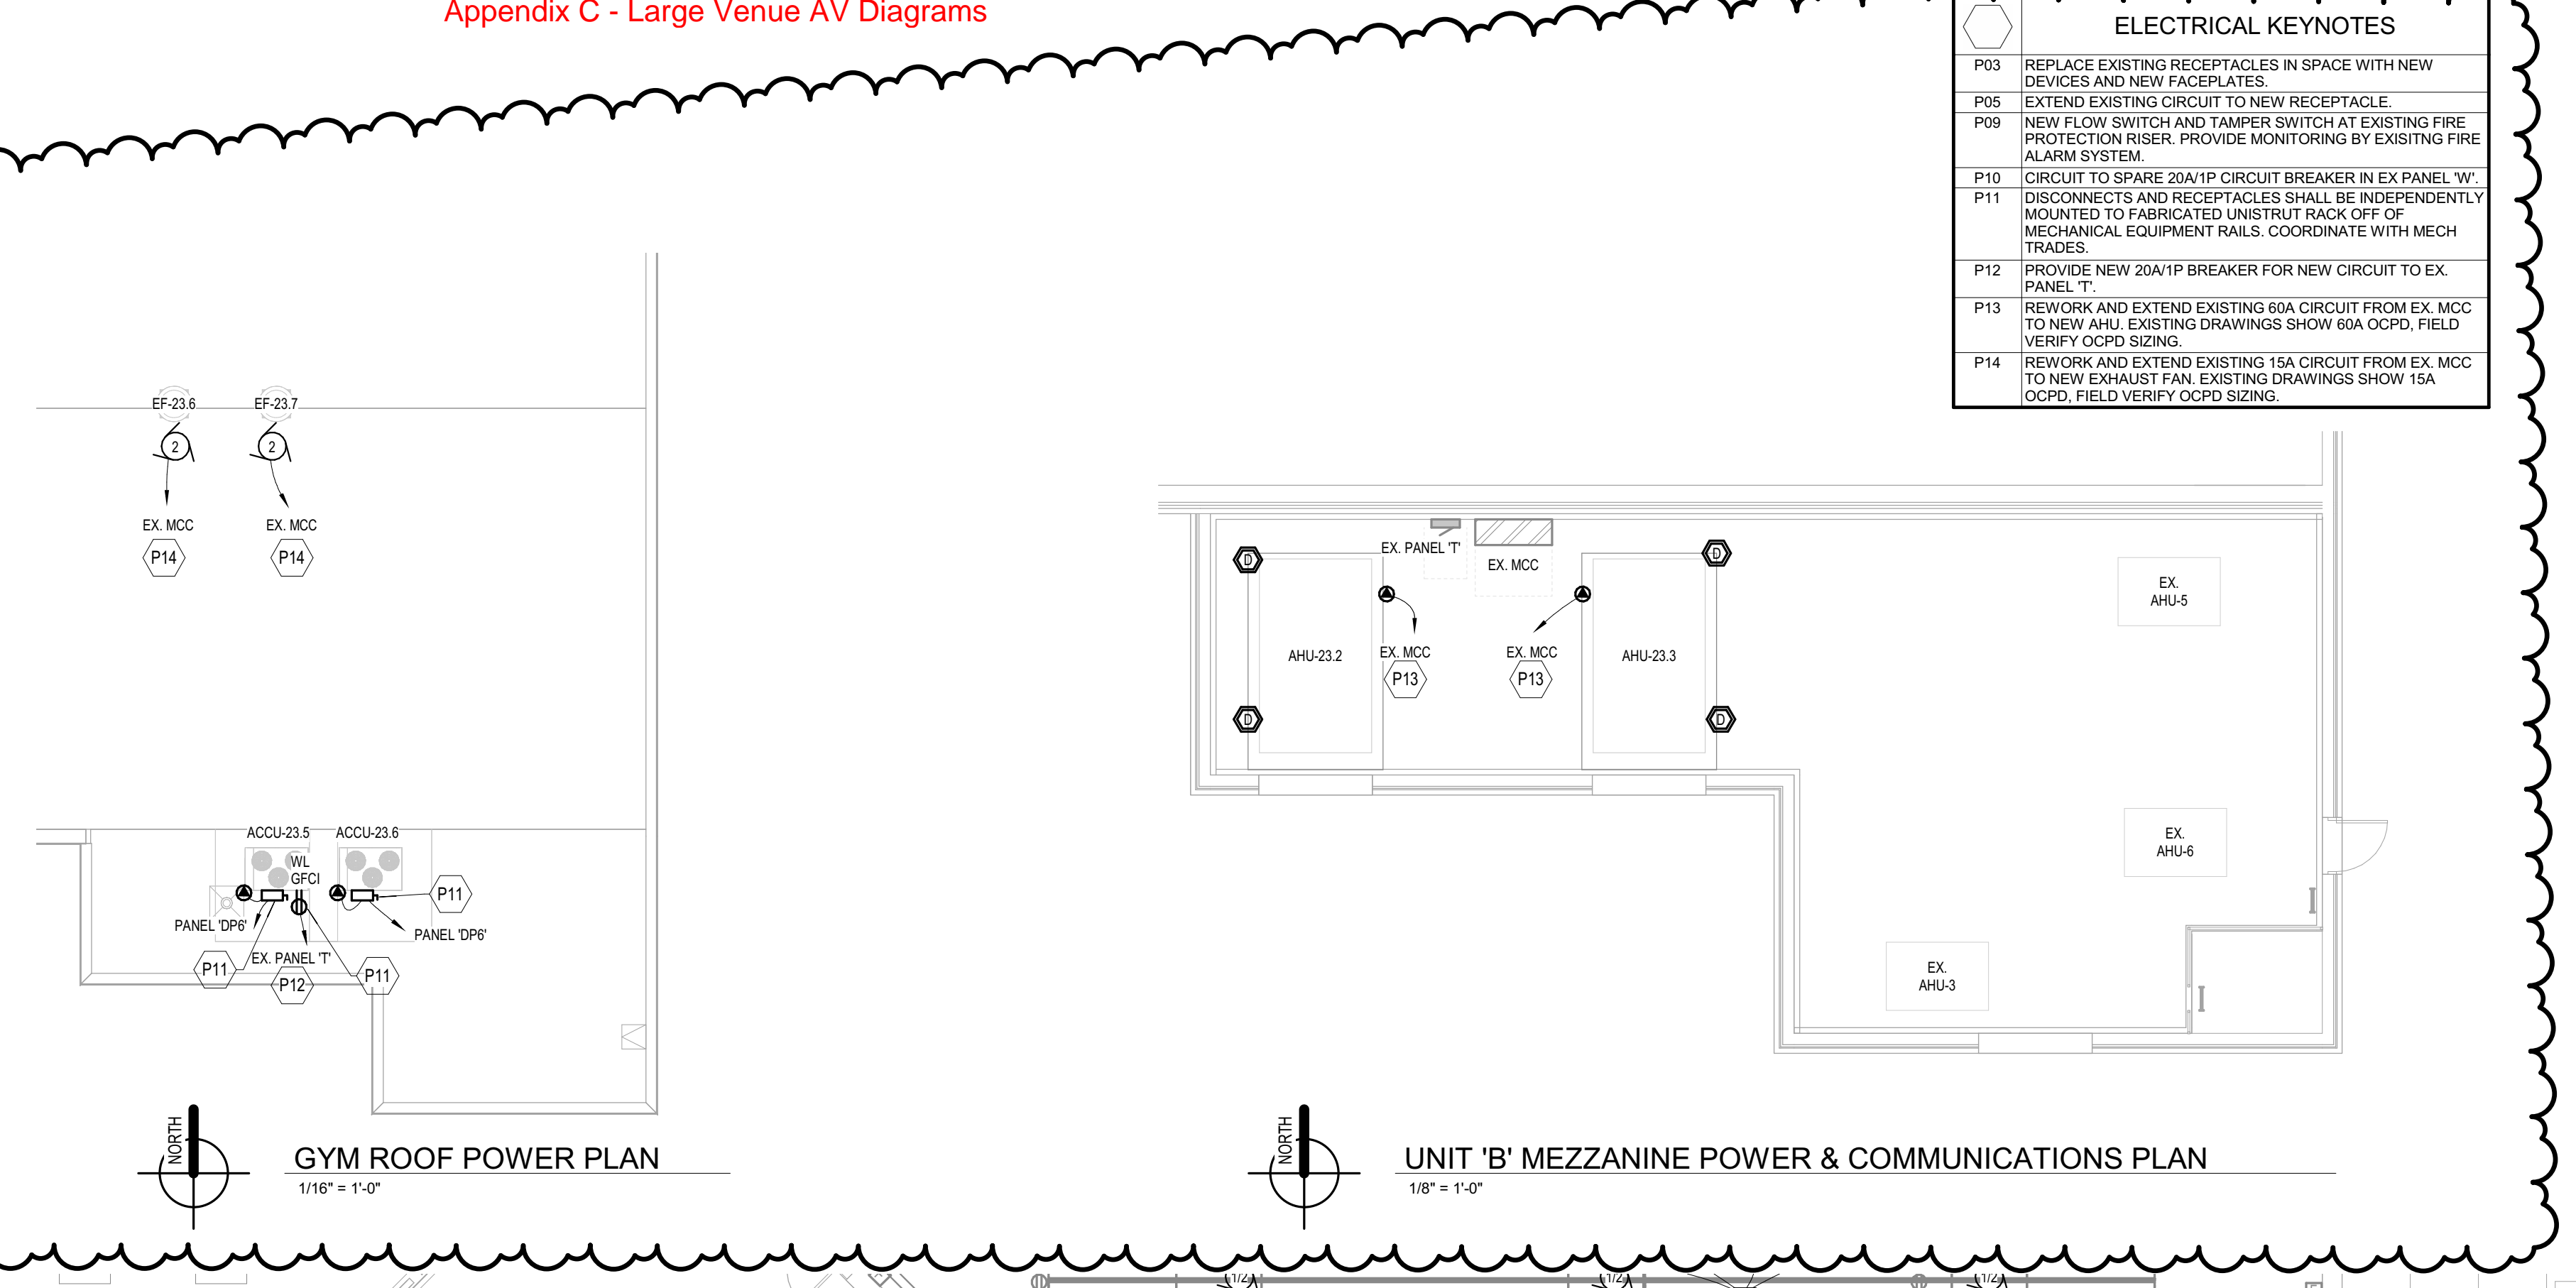 Appendix C - Large Venue AV Diagrams
ELECTRICAL KEYNOTES
P03 REPLACE EXISTING RECEPTACLES IN SPACE WITH NEW
DEVICES AND NEW FACEPLATES.
P05 EXTEND EXISTING CIRCUIT TO NEW RECEPTACLE.
P09 NEW FLOW SWITCH AND TAMPER SWITCH AT EXISTING FIRE
PROTECTION RISER. PROVIDE MONITORING BY EXISITNG FIRE
ALARM SYSTEM.
P10 CIRCUIT TO SPARE 20A/1P CIRCUIT BREAKER IN EX PANEL 'W'.
P11 DISCONNECTS AND RECEPTACLES SHALL BE INDEPENDENTLY
MOUNTED TO FABRICATED UNISTRUT RACK OFF OF
MECHANICAL EQUIPMENT RAILS. COORDINATE WITH MECH
TRADES.
P12 PROVIDE NEW 20A/1P BREAKER FOR NEW CIRCUIT TO EX.
PANEL 'T'.
P13 REWORK AND EXTEND EXISTING 60A CIRCUIT FROM EX. MCC
TO NEW AHU. EXISTING DRAWINGS SHOW 60A OCPD, FIELD
VERIFY OCPD SIZING.
P14 REWORK AND EXTEND EXISTING 15A CIRCUIT FROM EX. MCC
TO NEW EXHAUST FAN. EXISTING DRAWINGS SHOW 15A
OCPD, FIELD VERIFY OCPD SIZING.
EF-23.6 EF-23.7
2 2
EX. MCC EX. MCC
P14 P14
ACCU-23.5 ACCU-23.6
WL
GFCI
P11
PANEL 'DP6' PANEL 'DP6'
EX. PANEL 'T'
P11 P12 P11
NORTH
GYM ROOF POWER PLAN
1/16" = 1'-0"
EX. PANEL 'T'
EX. MCC
D D
AHU-23.2 AHU-23.3
EX. MCC EX. MCC
P13 P13
D D
EX.
AHU-5
EX.
AHU-6
EX.
AHU-3
NORTH
UNIT 'B' MEZZANINE POWER & COMMUNICATIONS PLAN
1/8" = 1'-0"
1/2 1/2 1/2